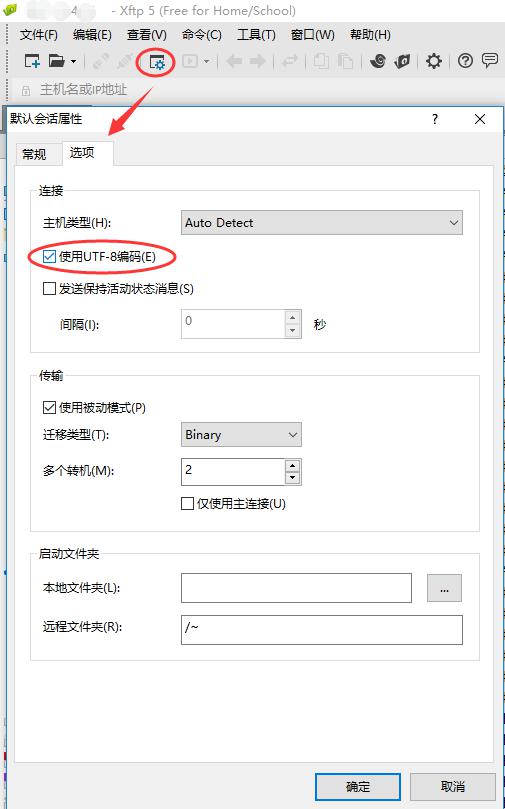 4 - Xftp 5 (Free for Home/School)
文件(F) 编辑(E) 查看(V) 命令(C) 工具(T) 窗口(W) 帮助(H)
主机名或IP地址
默认会话属性 ? ×
常规 选项
连接
主机类型(H): Auto Detect
使用UTF-8编码(E)
发送保持活动状态消息(S)
间隔(I): 0 秒
传输
使用被动模式(P)
迁移类型(T): Binary
多个转机(M): 2
仅使用主连接(U)
启动文件夹
本地文件夹(L): ...
远程文件夹(R): /~
确定 取消